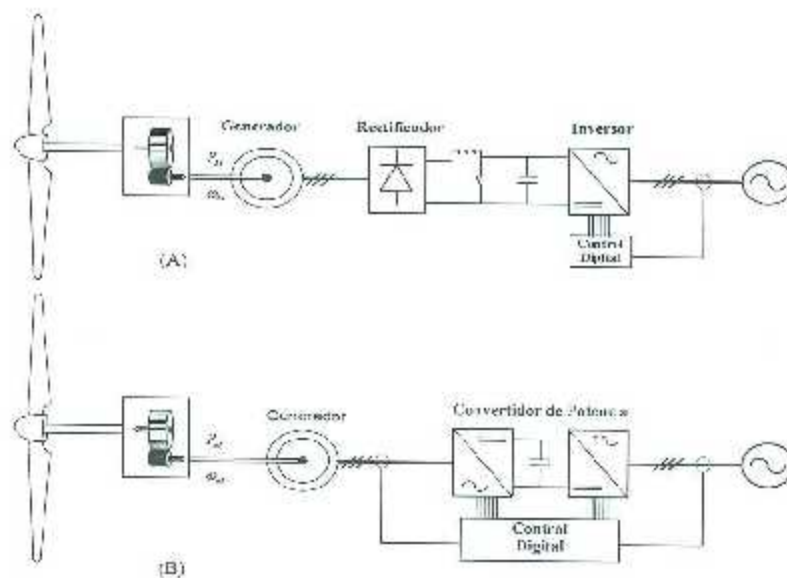 Generador
Rectificador
Inversor
Control
Digital
(A)
Generador
Convertidor de Potencia
Control
Digital
(B)